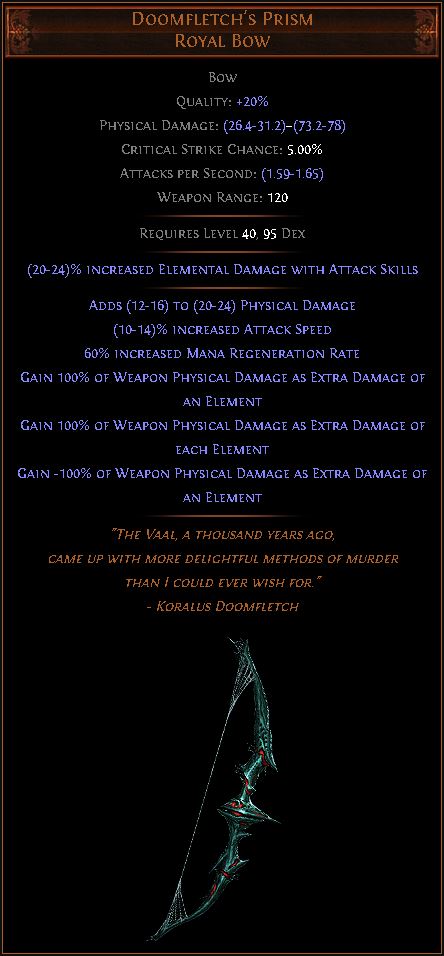 Doomfletch's Prism
Royal Bow
Bow
Quality: +20%
Physical Damage: (26.4-31.2)–(73.2-78)
Critical Strike Chance: 5.00%
Attacks per Second: (1.59-1.65)
Weapon Range: 120
Requires Level 40, 95 Dex
(20-24)% increased Elemental Damage with Attack Skills
Adds (12-16) to (20-24) Physical Damage
(10-14)% increased Attack Speed
60% increased Mana Regeneration Rate
Gain 100% of Weapon Physical Damage as Extra Damage of
an Element
Gain 100% of Weapon Physical Damage as Extra Damage of
each Element
Gain -100% of Weapon Physical Damage as Extra Damage of
an Element
"The Vaal, a thousand years ago,
came up with more delightful methods of murder
than I could ever wish for."
- Koralus Doomfletch